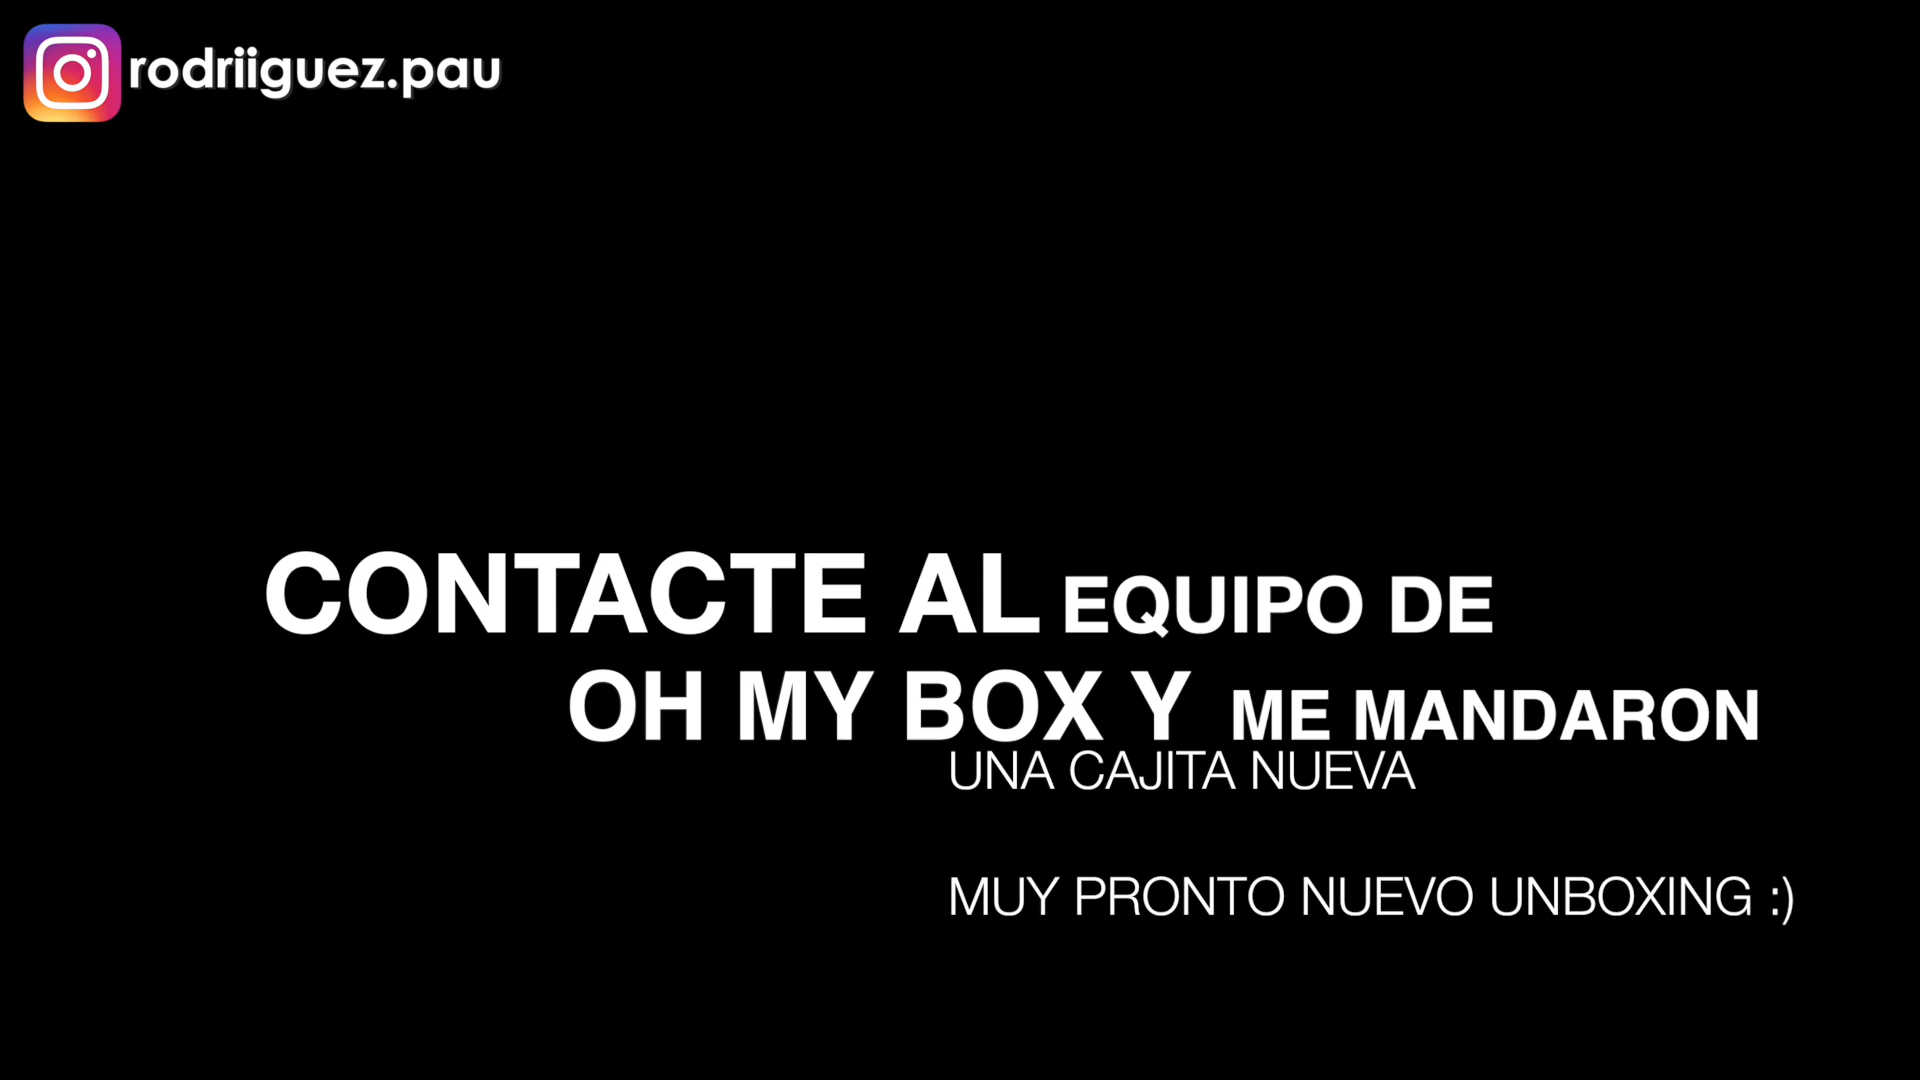 rodriiguez.pau
CONTACTE AL EQUIPO DE
OH MY BOX Y ME MANDARON
UNA CAJITA NUEVA
MUY PRONTO NUEVO UNBOXING :)